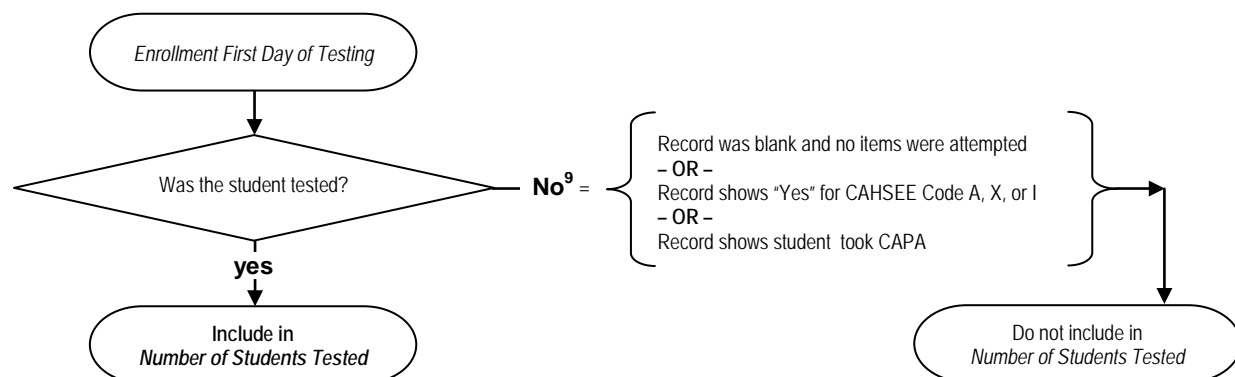 Enrollment First Day of Testing
Was the student tested?
No9 =
Record was blank and no items were attempted
– OR –
Record shows “Yes” for CAHSEE Code A, X, or I
– OR –
Record shows student took CAPA
yes
Include in
Number of Students Tested
Do not include in
Number of Students Tested